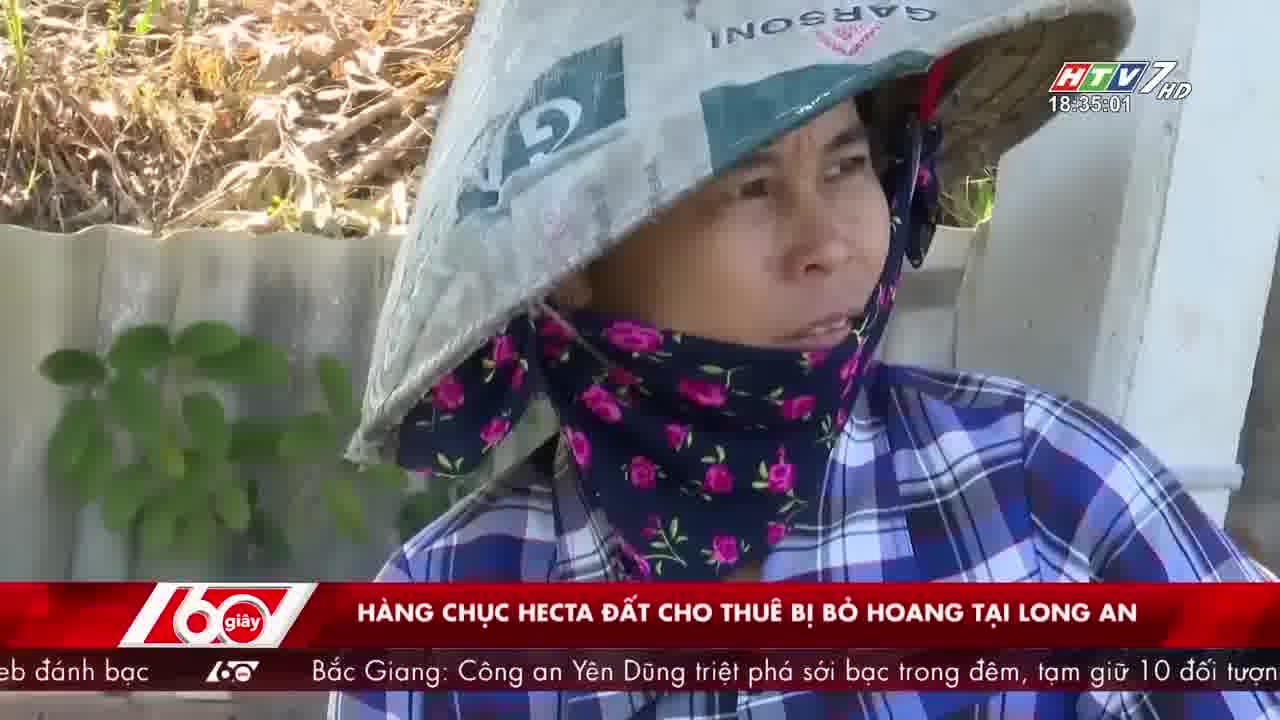 GARSONI
G
HTV7 HD
18:35:01
60 giây
HÀNG CHỤC HECTA ĐẤT CHO THUÊ BỊ BỎ HOANG TẠI LONG AN
eb đánh bạc 60 giây Bắc Giang: Công an Yên Dũng triệt phá sới bạc trong đêm, tạm giữ 10 đối tượn